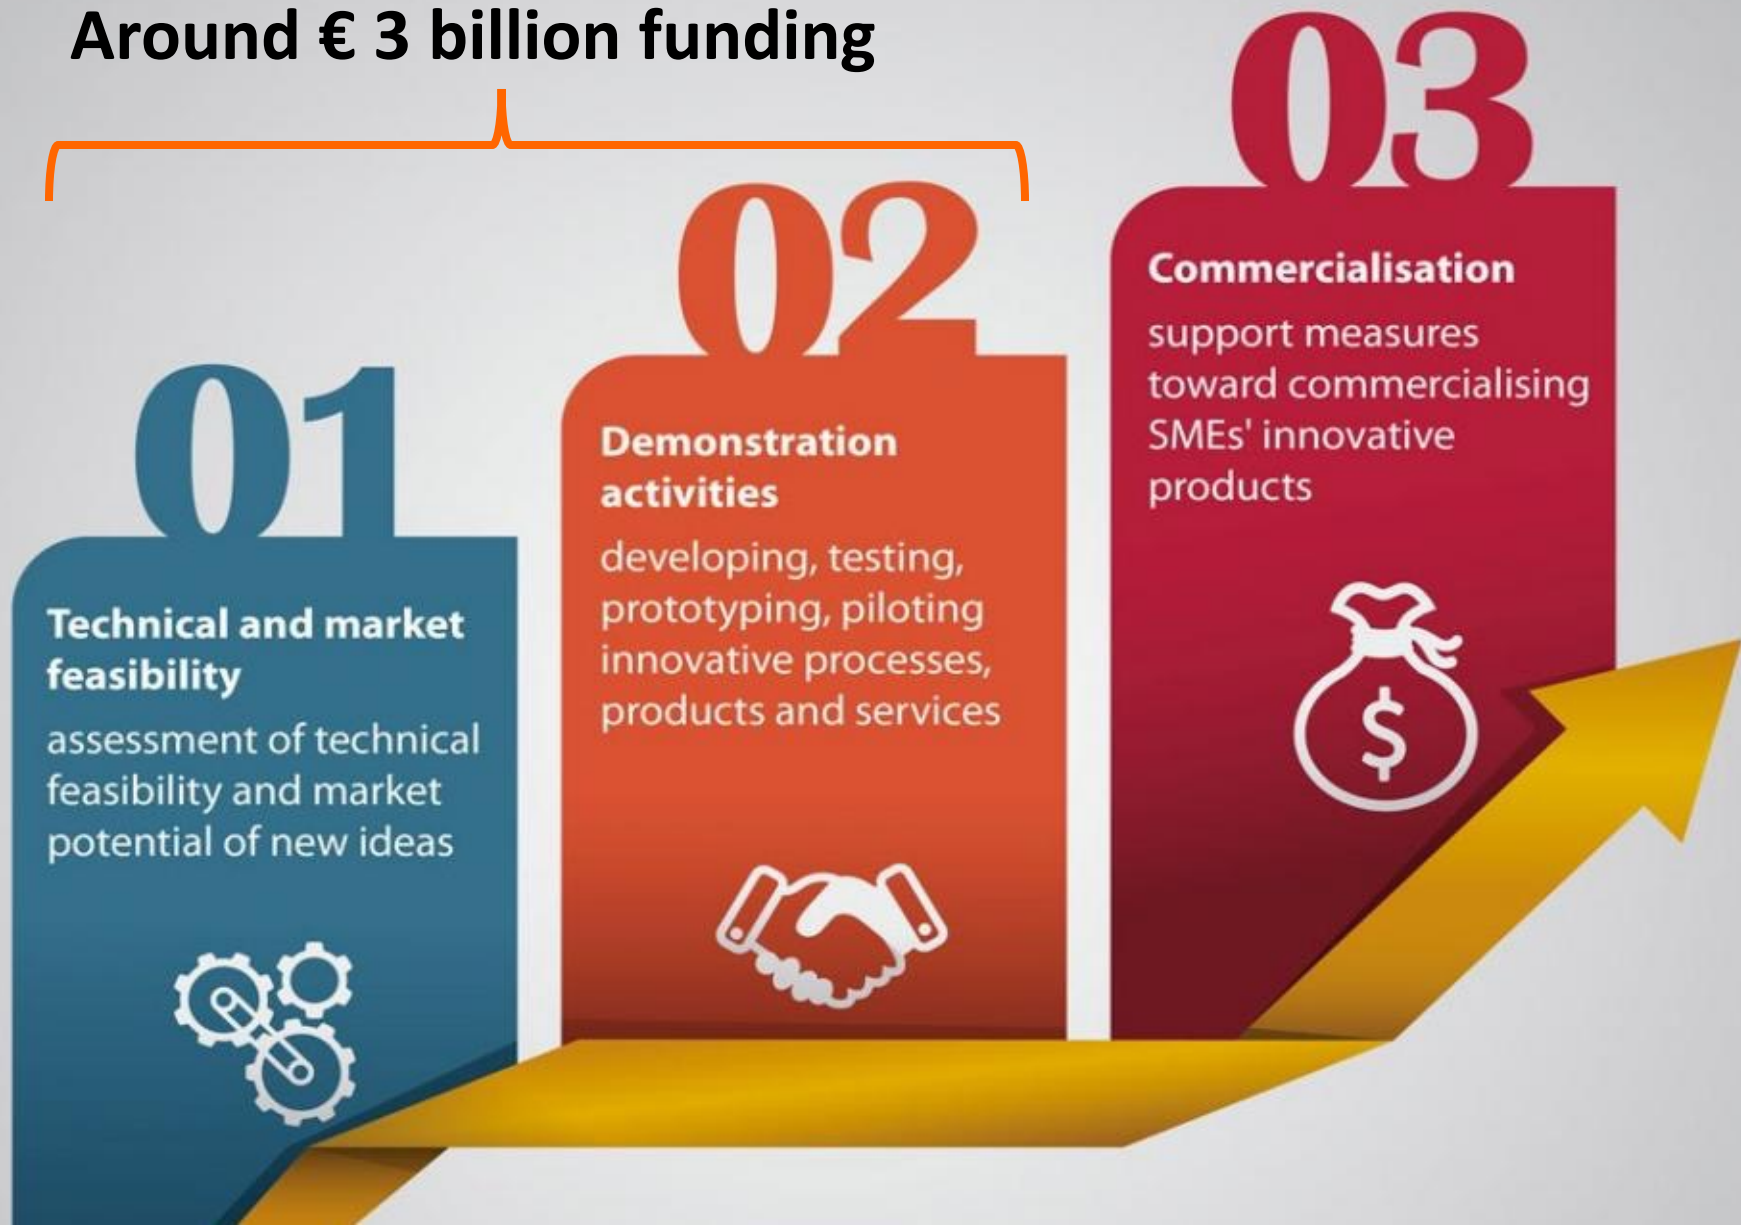 Around € 3 billion funding
01
Technical and market
feasibility
assessment of technical
feasibility and market
potential of new ideas
02
Demonstration
activities
developing, testing,
prototyping, piloting
innovative processes,
products and services
03
Commercialisation
support measures
toward commercialising
SMEs' innovative
products
$